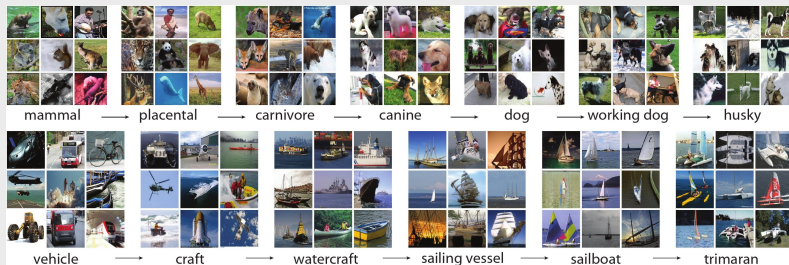 mammal placental carnivore canine dog working dog husky
vehicle craft watercraft sailing vessel sailboat trimaran